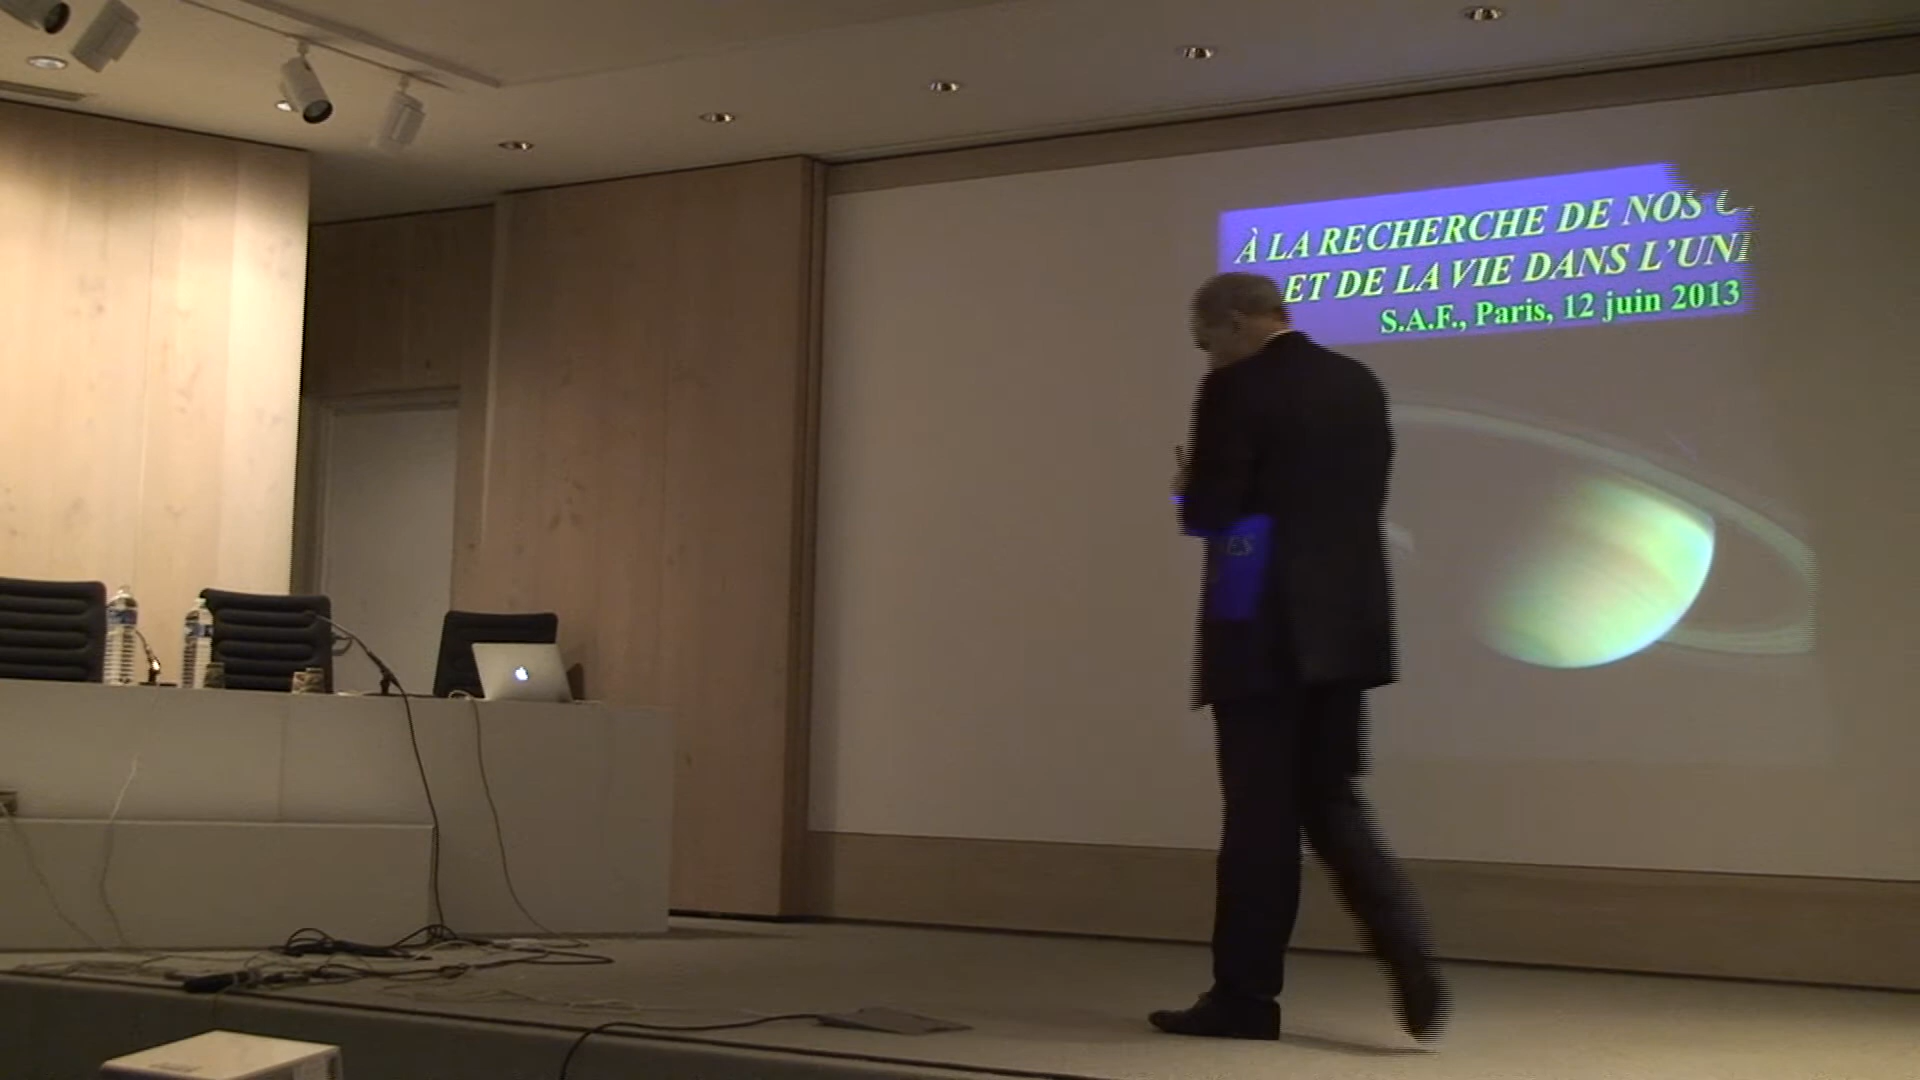 À LA RECHERCHE DE NOS
ET DE LA VIE DANS L'UNI
S.A.F., Paris, 12 juin 2013